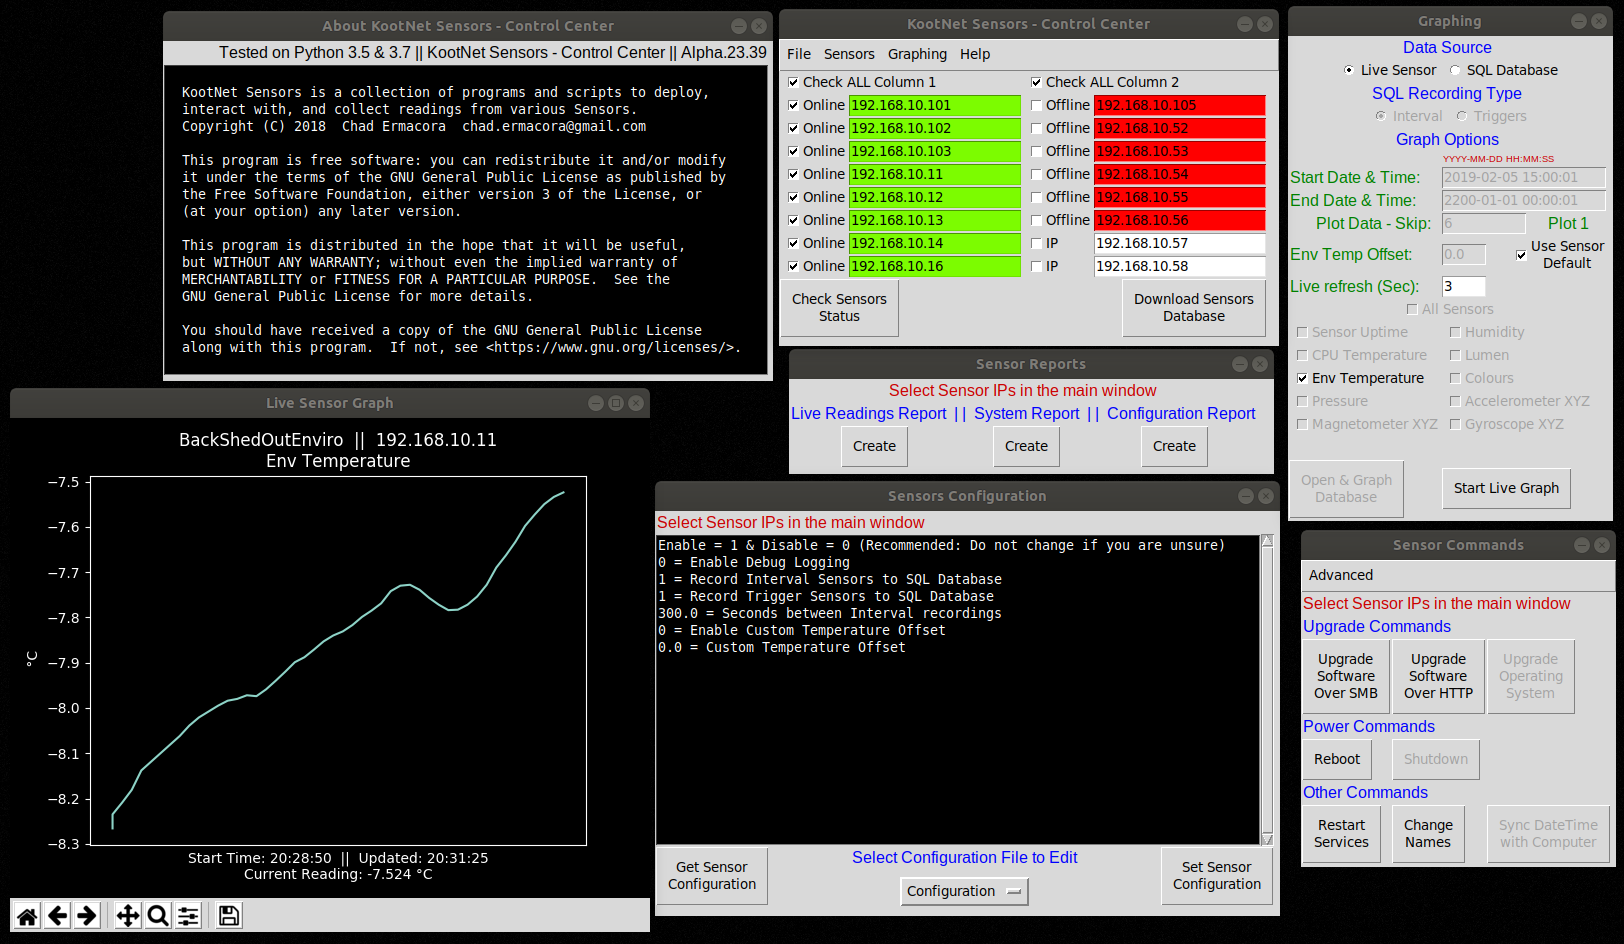 About KootNet Sensors - Control Center
Tested on Python 3.5 & 3.7 || KootNet Sensors - Control Center || Alpha.23.39
KootNet Sensors is a collection of programs and scripts to deploy,
interact with, and collect readings from various Sensors.
Copyright (C) 2018  Chad Ermacora  chad.ermacora@gmail.com
This program is free software: you can redistribute it and/or modify
it under the terms of the GNU General Public License as published by
the Free Software Foundation, either version 3 of the License, or
(at your option) any later version.
This program is distributed in the hope that it will be useful,
but WITHOUT ANY WARRANTY; without even the implied warranty of
MERCHANTABILITY or FITNESS FOR A PARTICULAR PURPOSE.  See the
GNU General Public License for more details.
You should have received a copy of the GNU General Public License
along with this program.  If not, see <https://www.gnu.org/licenses/>.
KootNet Sensors - Control Center
File Sensors Graphing Help
Check ALL Column 1 Check ALL Column 2
Online 192.168.10.101 Offline 192.168.10.105
Online 192.168.10.102 Offline 192.168.10.52
Online 192.168.10.103 Offline 192.168.10.53
Online 192.168.10.11 Offline 192.168.10.54
Online 192.168.10.12 Offline 192.168.10.55
Online 192.168.10.13 Offline 192.168.10.56
Online 192.168.10.14 IP 192.168.10.57
Online 192.168.10.16 IP 192.168.10.58
Check Sensors
Status
Download Sensors
Database
Graphing
Data Source
Live Sensor SQL Database
SQL Recording Type
Interval Triggers
Graph Options
YYYY-MM-DD HH:MM:SS
Start Date & Time: 2019-02-05 15:00:01
End Date & Time: 2200-01-01 00:00:01
Plot Data - Skip: 6 Plot 1
Env Temp Offset: 0.0 Use Sensor
Default
Live refresh (Sec): 3
All Sensors
Sensor Uptime Humidity
CPU Temperature Lumen
Env Temperature Colours
Pressure Accelerometer XYZ
Magnetometer XYZ Gyroscope XYZ
Open & Graph
Database
Start Live Graph
Sensor Reports
Select Sensor IPs in the main window
Live Readings Report || System Report || Configuration Report
Create Create Create
Live Sensor Graph
BackShedOutEnviro || 192.168.10.11
Env Temperature
−7.5
−7.6
−7.7
−7.8
−7.9
−8.0
−8.1
−8.2
−8.3
°C
Start Time: 20:28:50 || Updated: 20:31:25
Current Reading: -7.524 °C
Sensors Configuration
Select Sensor IPs in the main window
Enable = 1 & Disable = 0 (Recommended: Do not change if you are unsure)
0 = Enable Debug Logging
1 = Record Interval Sensors to SQL Database
1 = Record Trigger Sensors to SQL Database
300.0 = Seconds between Interval recordings
0 = Enable Custom Temperature Offset
0.0 = Custom Temperature Offset
Get Sensor
Configuration
Select Configuration File to Edit
Configuration
Set Sensor
Configuration
Sensor Commands
Advanced
Select Sensor IPs in the main window
Upgrade Commands
Upgrade
Software
Over SMB
Upgrade
Software
Over HTTP
Upgrade
Operating
System
Power Commands
Reboot Shutdown
Other Commands
Restart
Services
Change
Names
Sync DateTime
with Computer